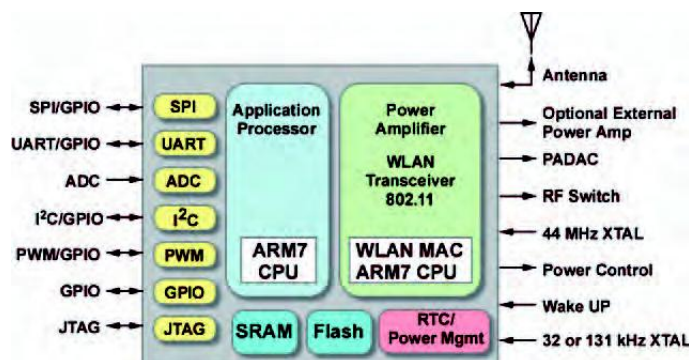 SPI/GPIO
UART/GPIO
ADC
I²C/GPIO
PWM/GPIO
GPIO
JTAG
SPI
UART
ADC
I²C
PWM
GPIO
JTAG
Application
Processor
ARM7
CPU
Power
Amplifier
WLAN
Transceiver
802.11
WLAN MAC
ARM7 CPU
SRAM
Flash
RTC/
Power Mgmt
Antenna
Optional External
Power Amp
PADAC
RF Switch
44 MHz XTAL
Power Control
Wake UP
32 or 131 kHz XTAL